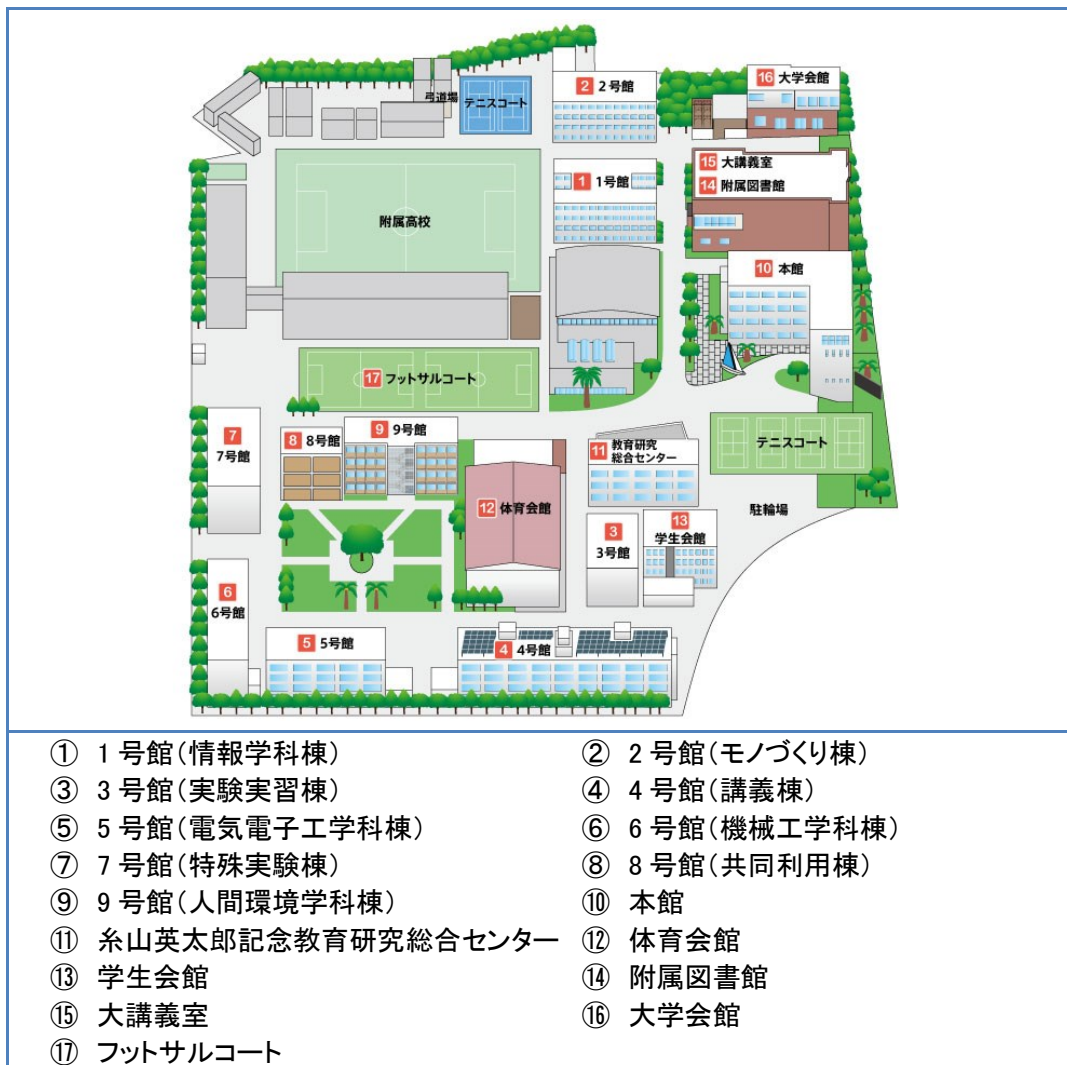 弓道場
テニスコート
2 2号館
16 大学会館
15 大講義室
14 附属図書館
1 1号館
附属高校
10 本館
17 フットサルコート
7
7号館
8 8号館
9 9号館
11 教育研究
総合センター
テニスコート
12 体育会館
駐輪場
3
3号館
13
学生会館
6
6号館
5 5号館
4 4号館
① 1号館(情報学科棟)
② 2号館(モノづくり棟)
③ 3号館(実験実習棟)
④ 4号館(講義棟)
⑤ 5号館(電気電子工学科棟)
⑥ 6号館(機械工学科棟)
⑦ 7号館(特殊実験棟)
⑧ 8号館(共同利用棟)
⑨ 9号館(人間環境学科棟)
⑩ 本館
⑪ 糸山英太郎記念教育研究総合センター
⑫ 体育会館
⑬ 学生会館
⑭ 附属図書館
⑮ 大講義室
⑯ 大学会館
⑰ フットサルコート